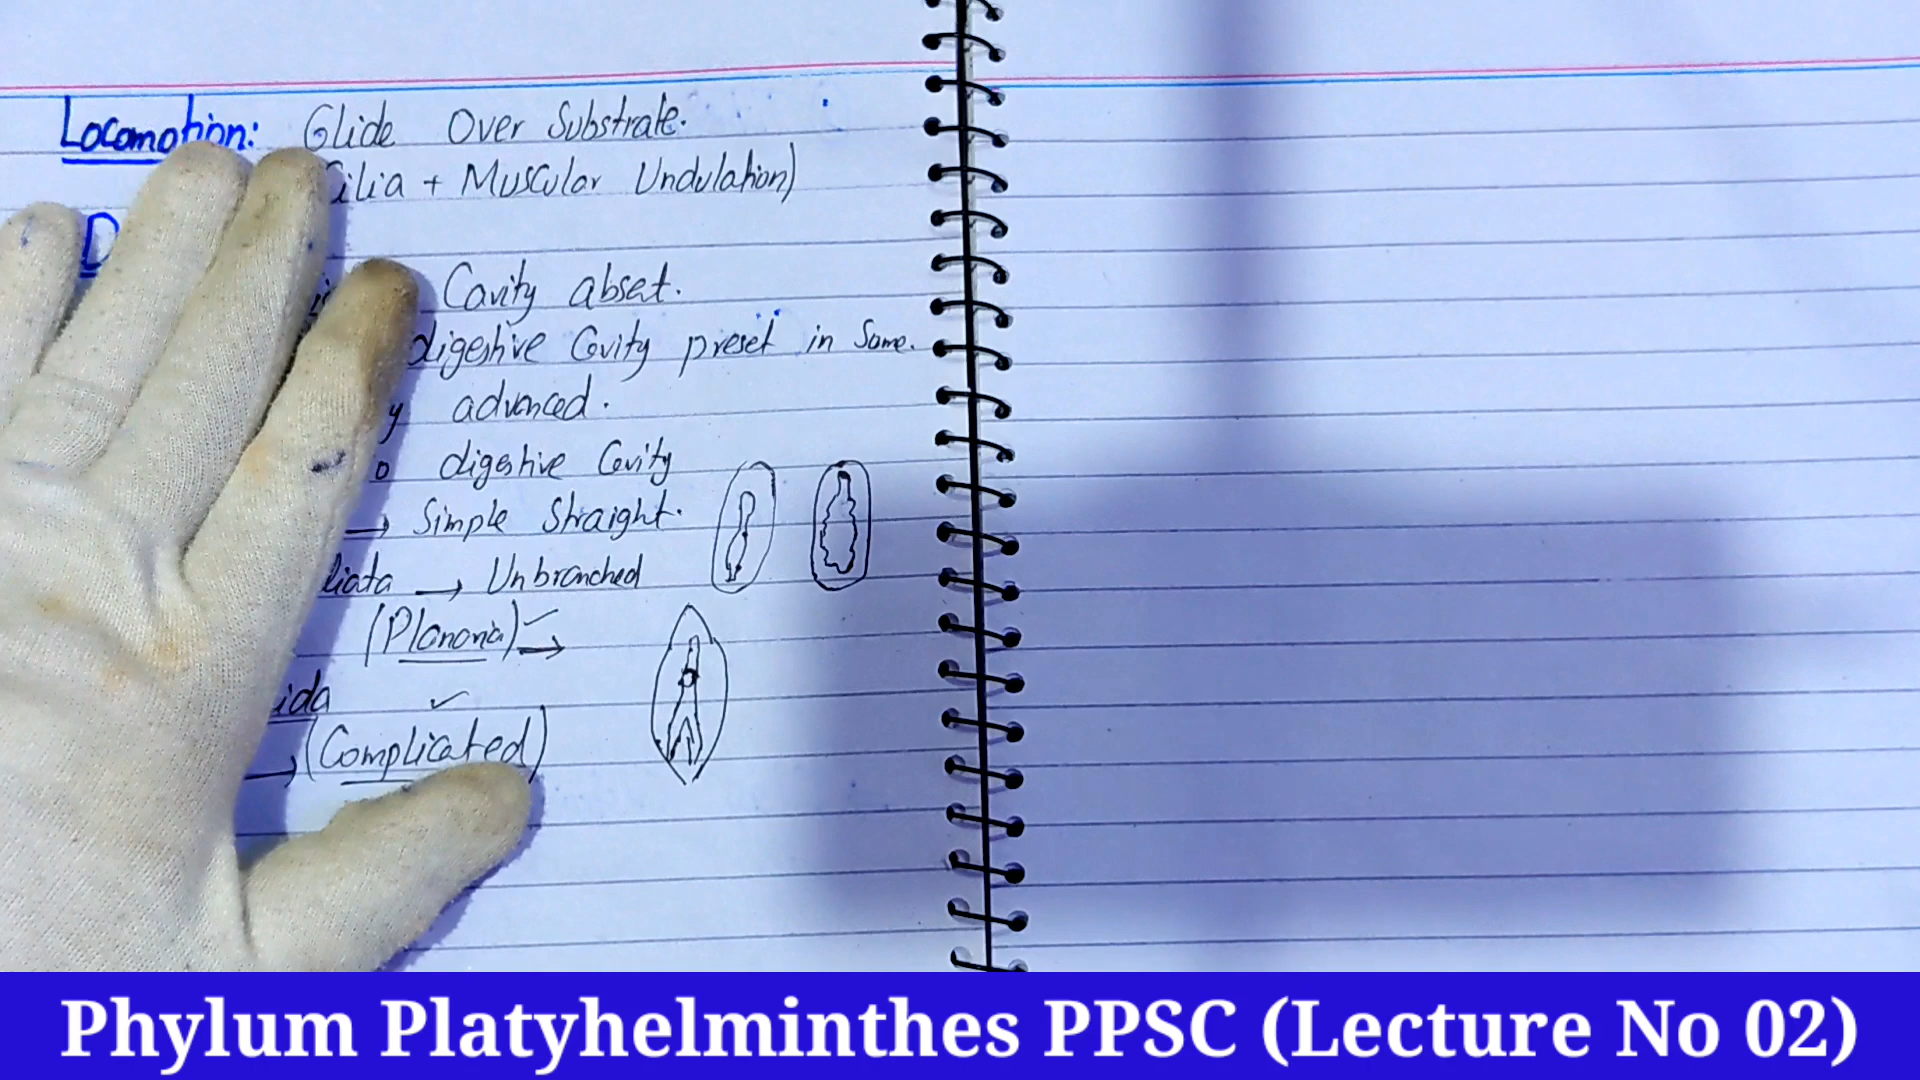 Locomotion: Glide Over Substrate.
Cilia + Muscular Undulation)
D
Cavity abset.
digestive Cavity preset in Some.
y advanced.
o digestive Cavity
→ Simple Straight.
liata → Unbranched
(Planaria) ✓ →
ida ✓
→ (Complicated)
Phylum Platyhelminthes PPSC (Lecture No 02)